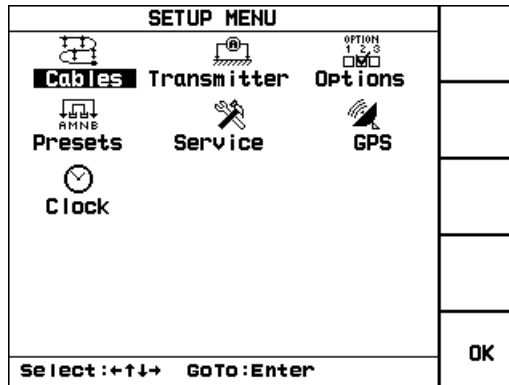 SETUP MENU
OPTION
1 2 3
A
Cables Transmitter Options
AMNB
Presets Service GPS
Clock
OK
Select:←↑↓→ GoTo:Enter